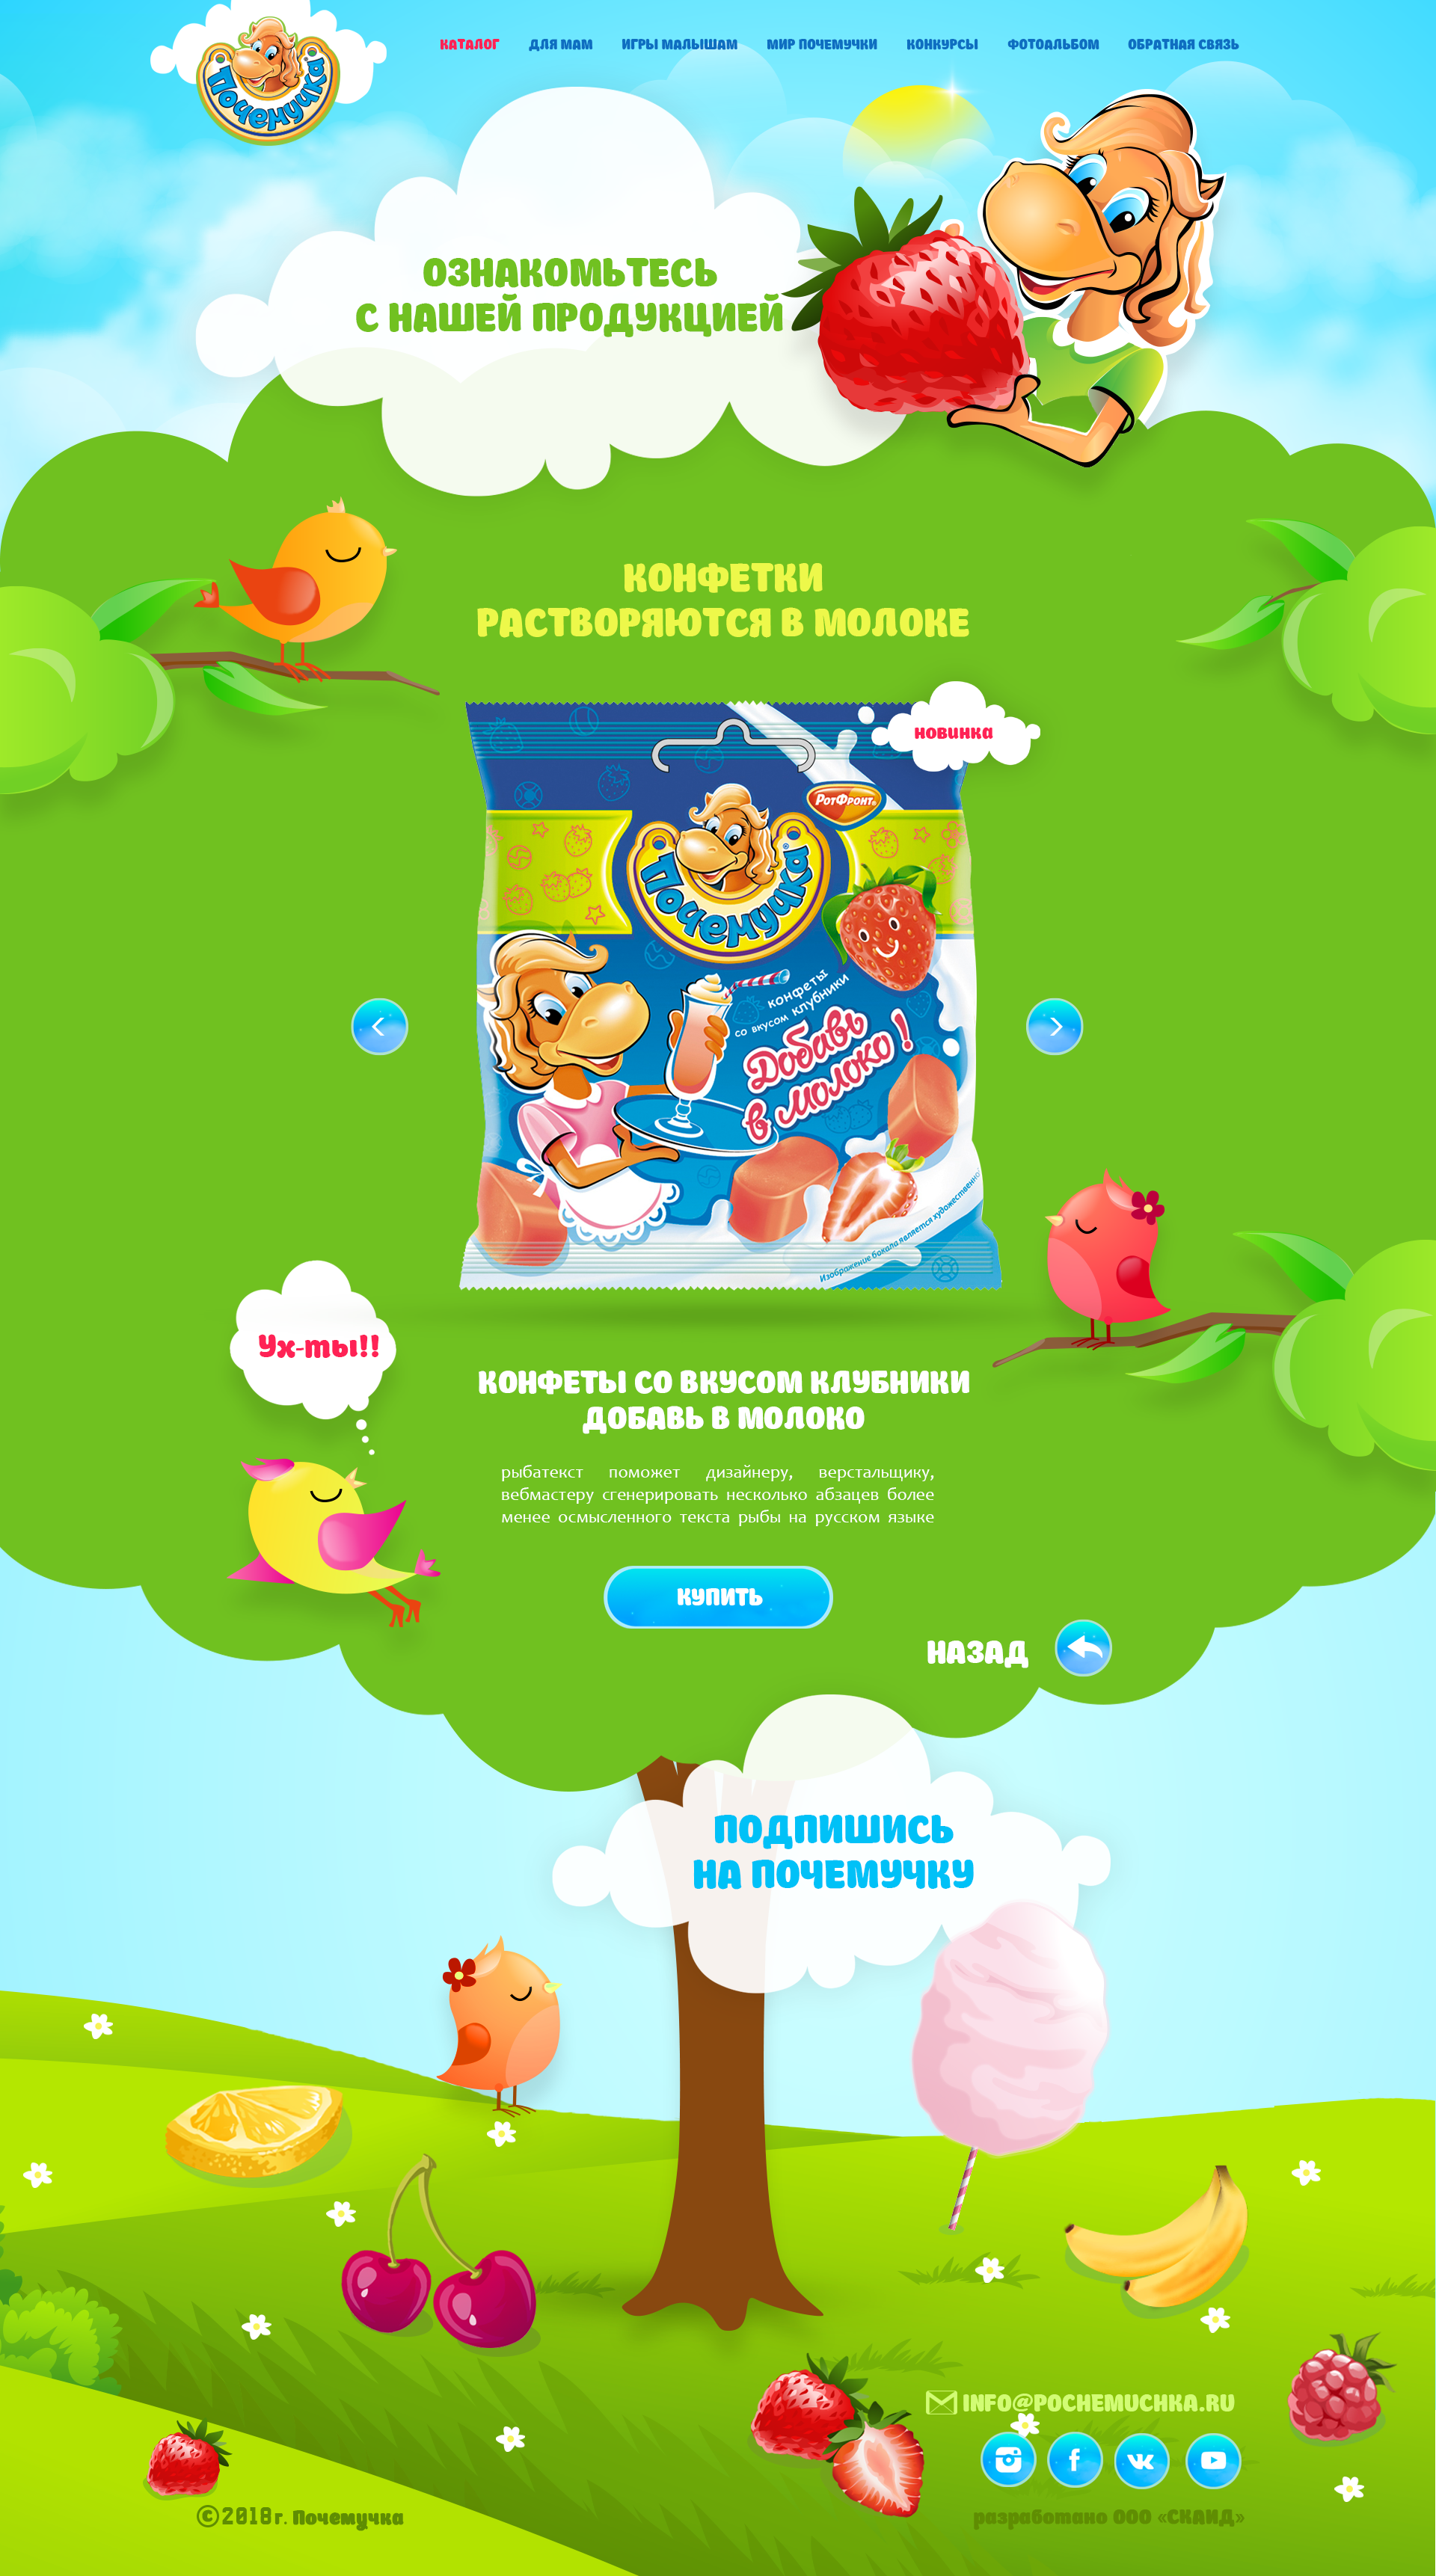 Почемучка
КАТАЛОГ ДЛЯ МАМ ИГРЫ МАЛЫШАМ МИР ПОЧЕМУЧКИ КОНКУРСЫ ФОТОАЛЬБОМ ОБРАТНАЯ СВЯЗЬ
ОЗНАКОМЬТЕСЬ
С НАШЕЙ ПРОДУКЦИЕЙ
КОНФЕТКИ
РАСТВОРЯЮТСЯ В МОЛОКЕ
новинка
РотФронт®
Почемучка®
конфеты
со вкусом клубники
Добавь
в молоко!
Изображение бокала является художественно
Ух-ты!!
КОНФЕТЫ СО ВКУСОМ КЛУБНИКИ
ДОБАВЬ В МОЛОКО
рыбатекст поможет дизайнеру, верстальщику,
вебмастеру сгенерировать несколько абзацев более
менее осмысленного текста рыбы на русском языке
КУПИТЬ
НАЗАД
ПОДПИШИСЬ
НА ПОЧЕМУЧКУ
INFO@POCHEMUCHKA.RU
©2018г. Почемучка
разработано ООО «СКАИД»